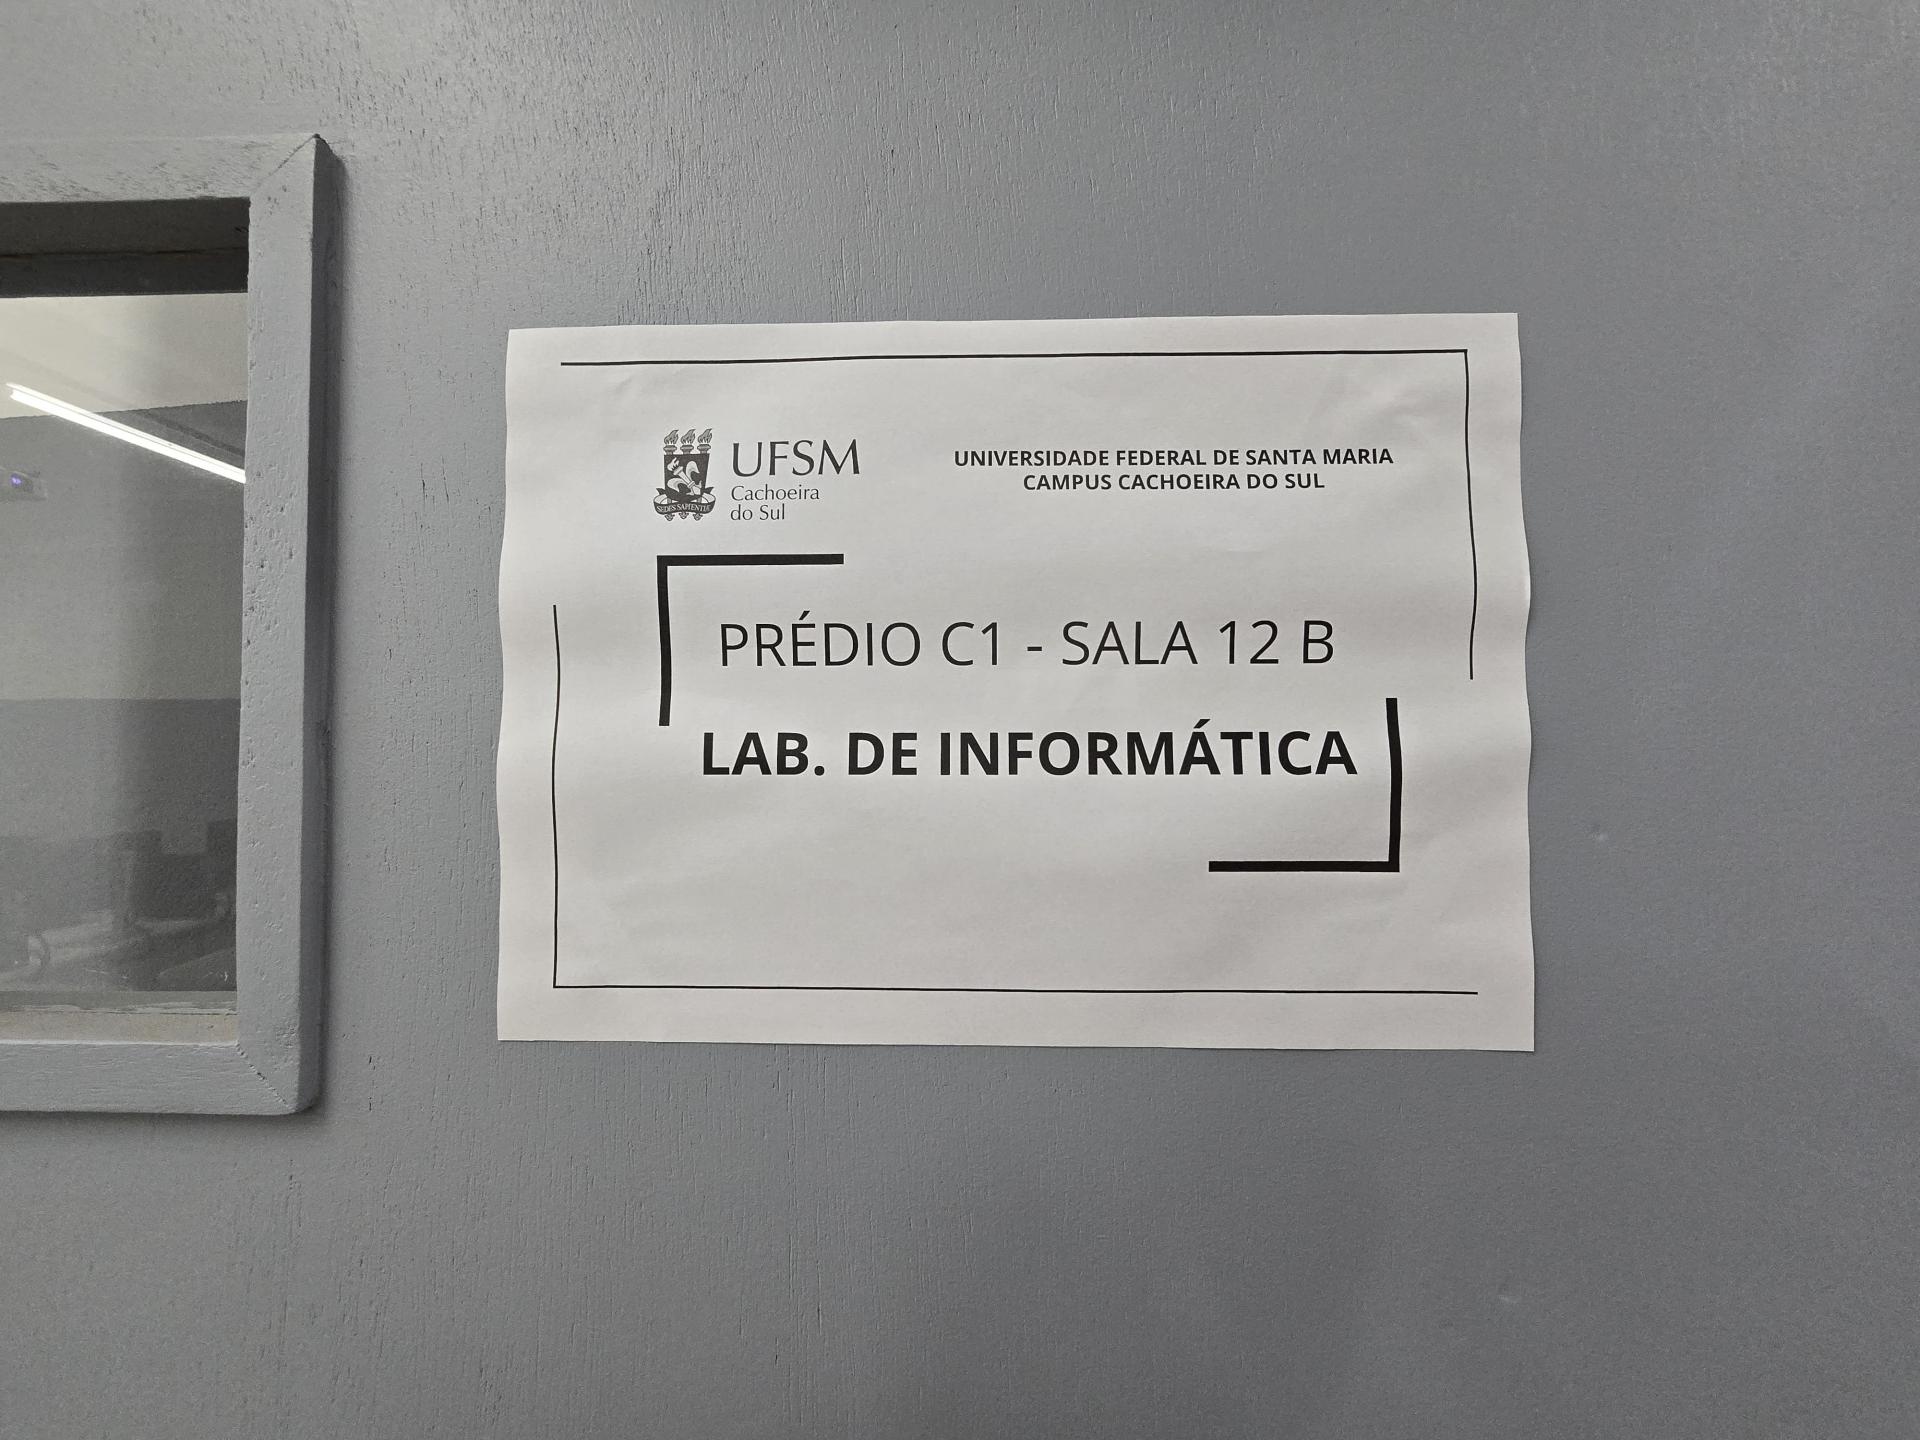 UFSM
Cachoeira
do Sul
SEDES SAPIENTIÆ
UNIVERSIDADE FEDERAL DE SANTA MARIA
CAMPUS CACHOEIRA DO SUL
PRÉDIO C1 - SALA 12 B
LAB. DE INFORMÁTICA